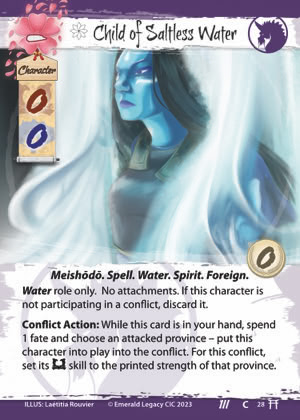 Child of Saltless Water
Character
0
0
0
Meishōdō. Spell. Water. Spirit. Foreign.
Water role only. No attachments. If this character is
not participating in a conflict, discard it.
Conflict Action: While this card is in your hand, spend
1 fate and choose an attacked province – put this
character into play into the conflict. For this conflict,
set its skill to the printed strength of that province.
ILLUS: Laëtitia Rouvier © Emerald Legacy CIC 2023 C 28